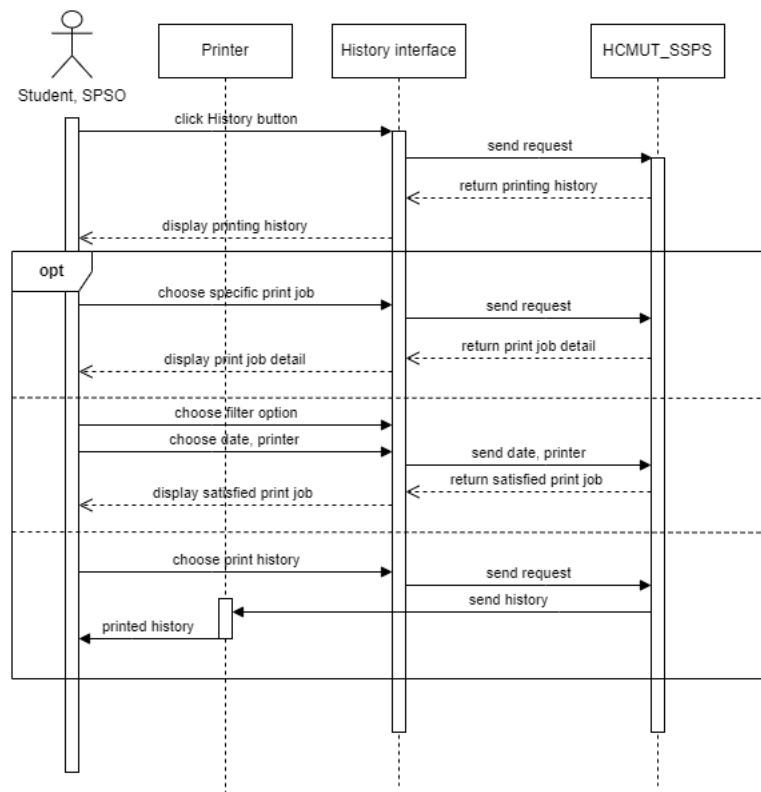 Printer
History interface
HCMUT_SSPS
Student, SPSO
click History button
send request
return printing history
display printing history
opt
choose specific print job
send request
return print job detail
display print job detail
choose filter option
choose date, printer
send date, printer
return satisfied print job
display satisfied print job
choose print history
send request
send history
printed history